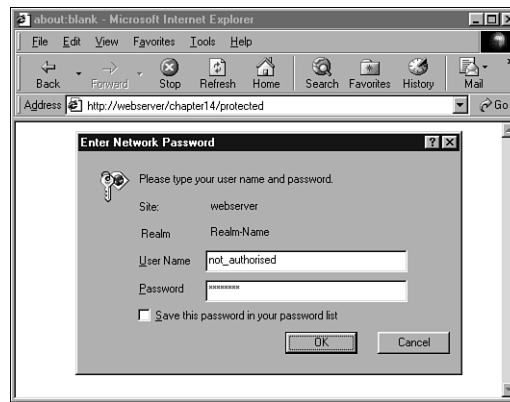 about:blank - Microsoft Internet Explorer
File Edit View Favorites Tools Help
Back Forward Stop Refresh Home Search Favorites History Mail
Address http://webserver/chapter14/protected Go
Enter Network Password
Please type your user name and password.
Site: webserver
Realm Realm-Name
User Name not_authorised
Password ********
Save this password in your password list
OK Cancel